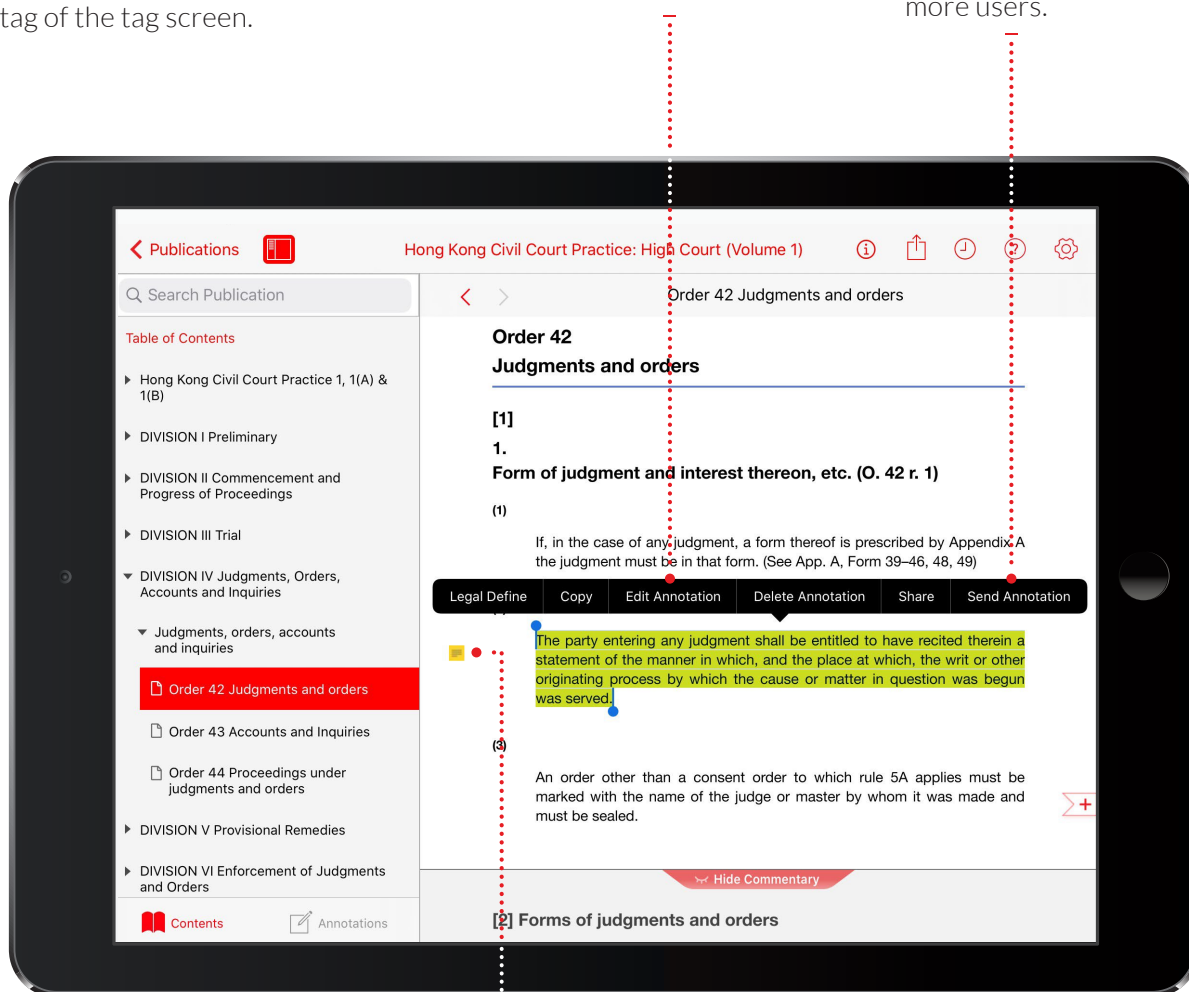 tag of the tag screen.
more users.
Publications
Hong Kong Civil Court Practice: High Court (Volume 1)
Search Publication
Table of Contents
Hong Kong Civil Court Practice 1, 1(A) &
1(B)
DIVISION I Preliminary
DIVISION II Commencement and
Progress of Proceedings
DIVISION III Trial
DIVISION IV Judgments, Orders,
Accounts and Inquiries
Judgments, orders, accounts
and inquiries
Order 42 Judgments and orders
Order 43 Accounts and Inquiries
Order 44 Proceedings under
judgments and orders
DIVISION V Provisional Remedies
DIVISION VI Enforcement of Judgments
and Orders
Contents
Annotations
Order 42 Judgments and orders
Order 42
Judgments and orders
[1]
1.
Form of judgment and interest thereon, etc. (O. 42 r. 1)
(1)
If, in the case of any judgment, a form thereof is prescribed by Appendix A
the judgment must be in that form. (See App. A, Form 39–46, 48, 49)
Legal Define Copy Edit Annotation Delete Annotation Share Send Annotation
The party entering any judgment shall be entitled to have recited therein a
statement of the manner in which, and the place at which, the writ or other
originating process by which the cause or matter in question was begun
was served.
(3)
An order other than a consent order to which rule 5A applies must be
marked with the name of the judge or master by whom it was made and
must be sealed.
Hide Commentary
[2] Forms of judgments and orders